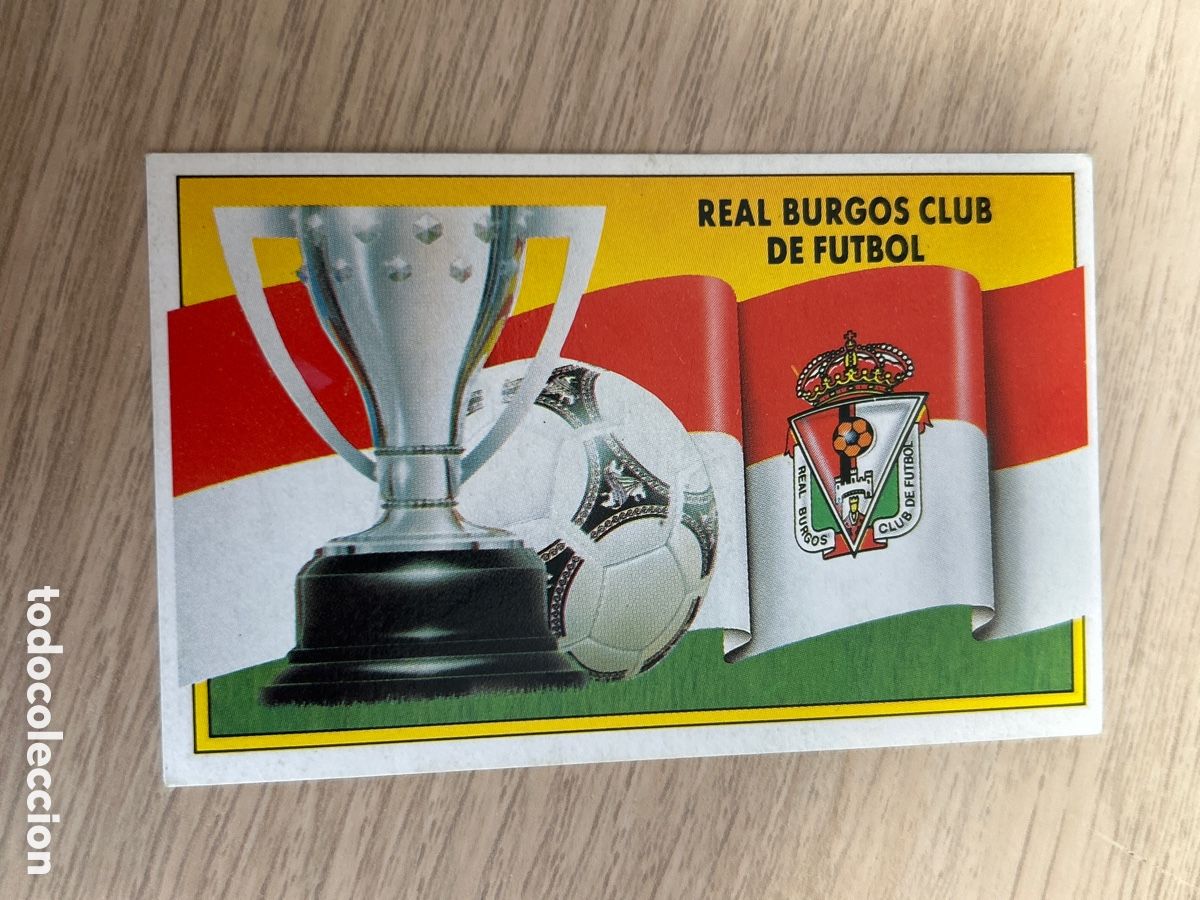 REAL BURGOS CLUB
DE FUTBOL
REAL BURGOS CLUB DE FUTBOL
todocoleccion